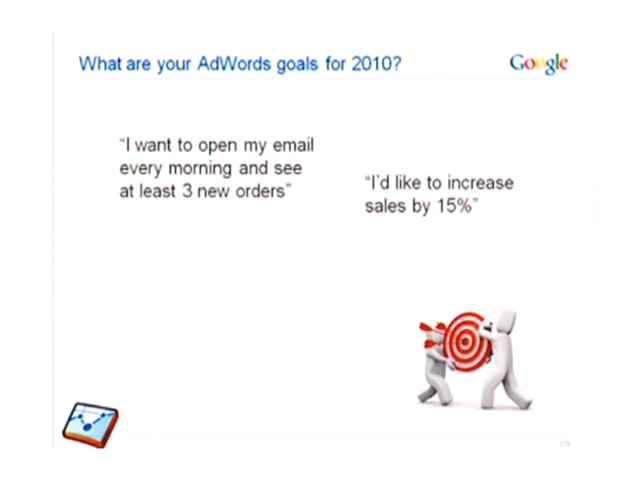 What are your AdWords goals for 2010?
Google
“I want to open my email
every morning and see
at least 3 new orders”
“I’d like to increase
sales by 15%”